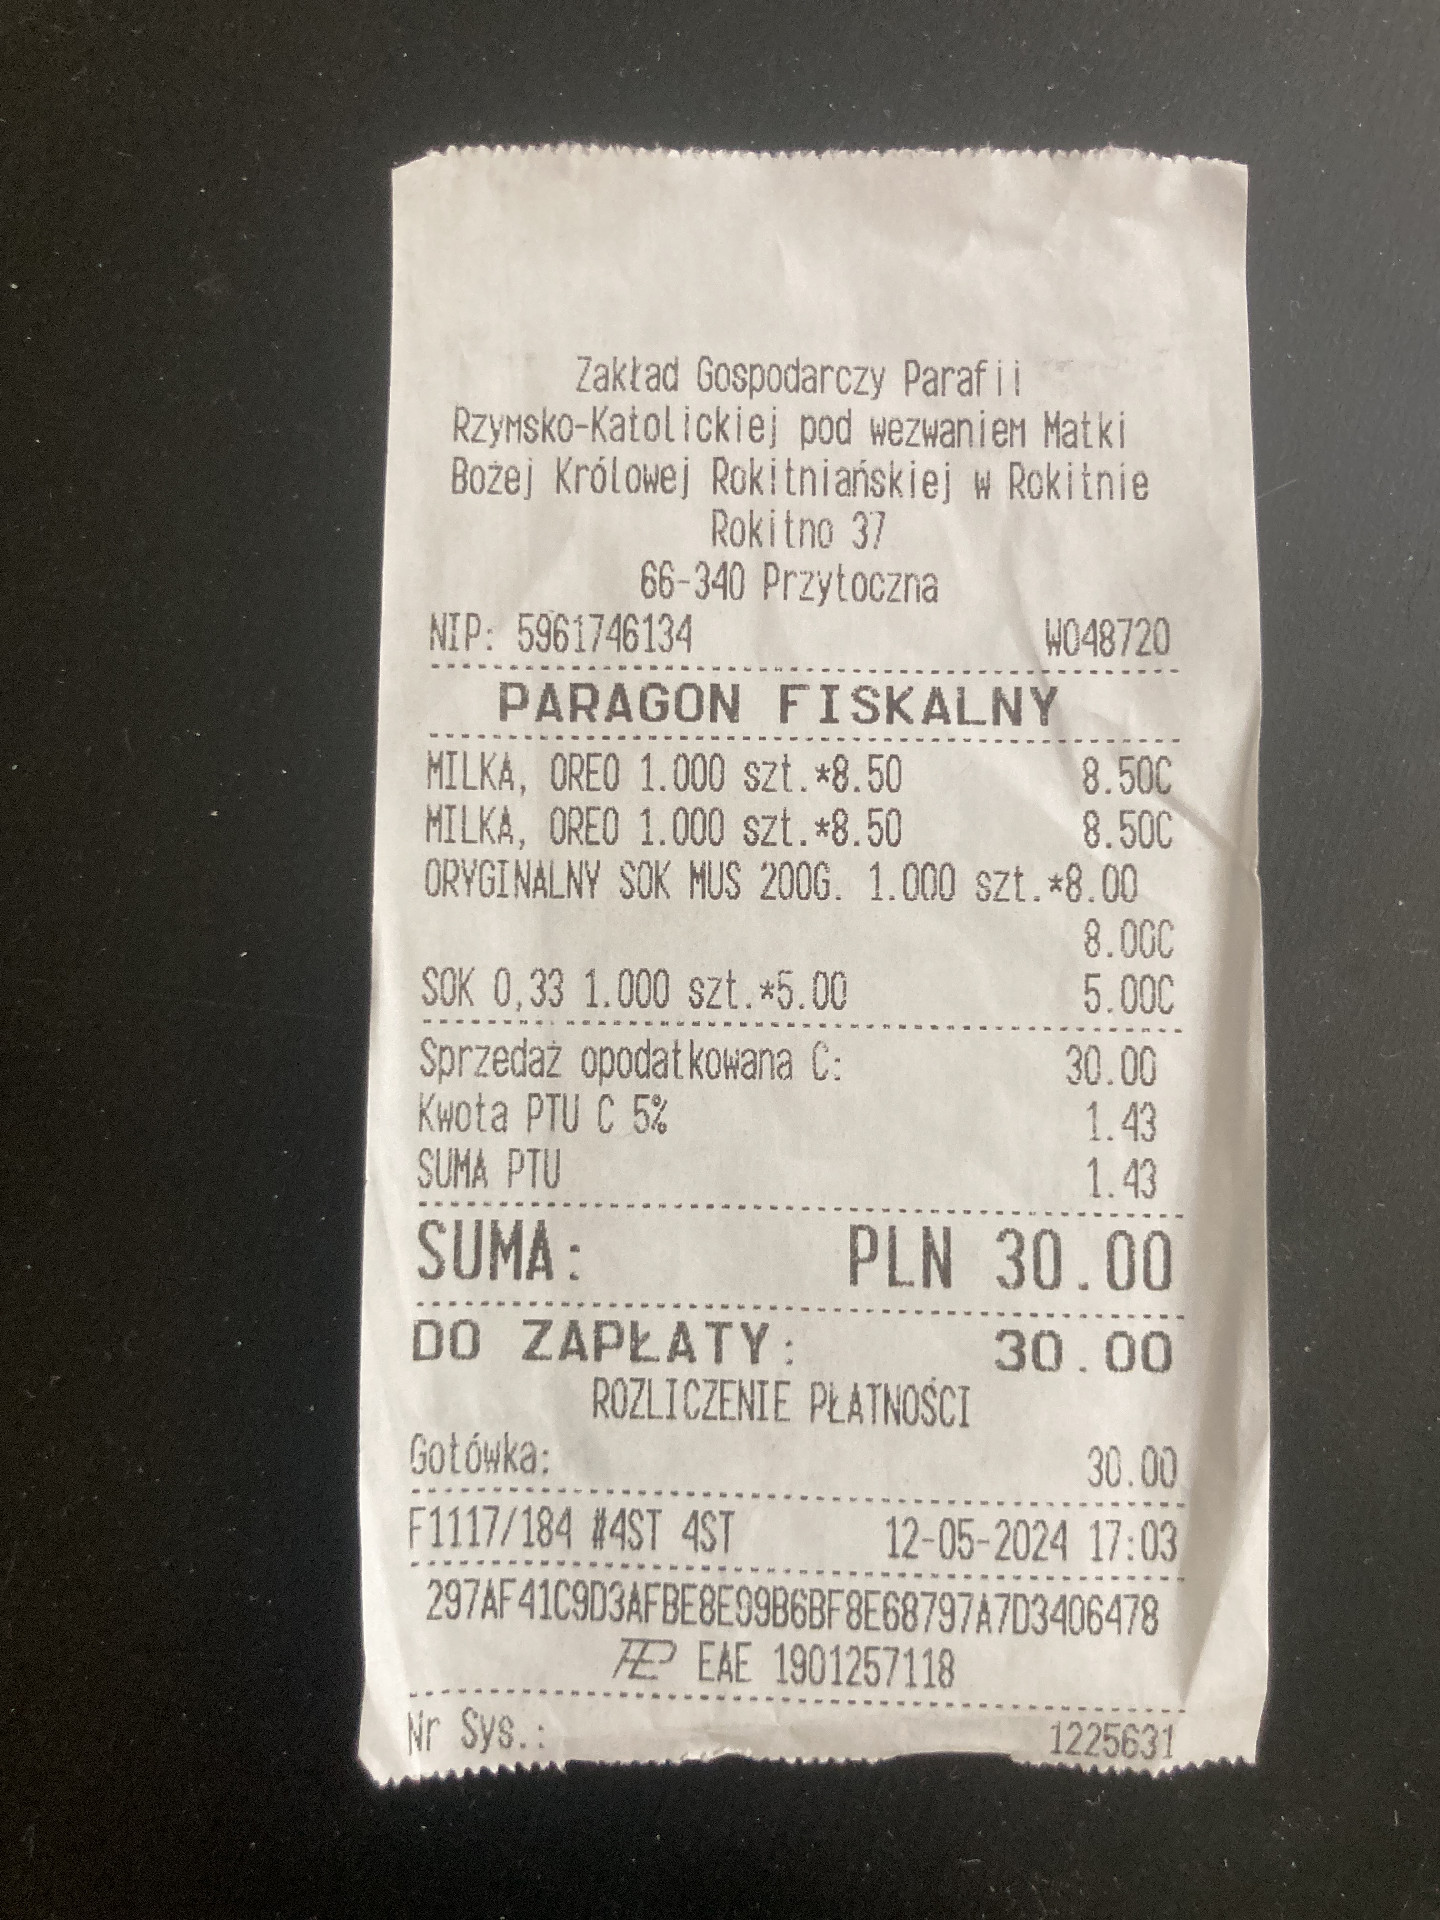 Zakład Gospodarczy Parafii
Rzymsko-Katolickiej pod wezwaniem Matki
Bożej Królowej Rokitniańskiej w Rokitnie
Rokitno 37
66-340 Przytoczna
NIP: 5961746134 W048720
PARAGON FISKALNY
MILKA, OREO 1.000 szt.*8.50 8.50C
MILKA, OREO 1.000 szt.*8.50 8.50C
ORYGINALNY SOK MUS 200G. 1.000 szt.*8.00
8.00C
SOK 0,33 1.000 szt.*5.00 5.00C
Sprzedaż opodatkowana C: 30.00
Kwota PTU C 5% 1.43
SUMA PTU 1.43
SUMA: PLN 30.00
DO ZAPŁATY: 30.00
ROZLICZENIE PŁATNOŚCI
Gotówka: 30.00
F1117/184 #4ST 4ST 12-05-2024 17:03
297AF41C9D3AFBE8E09B6BF8E68797A7D3406478
EAE 1901257118
Nr Sys.: 1225631